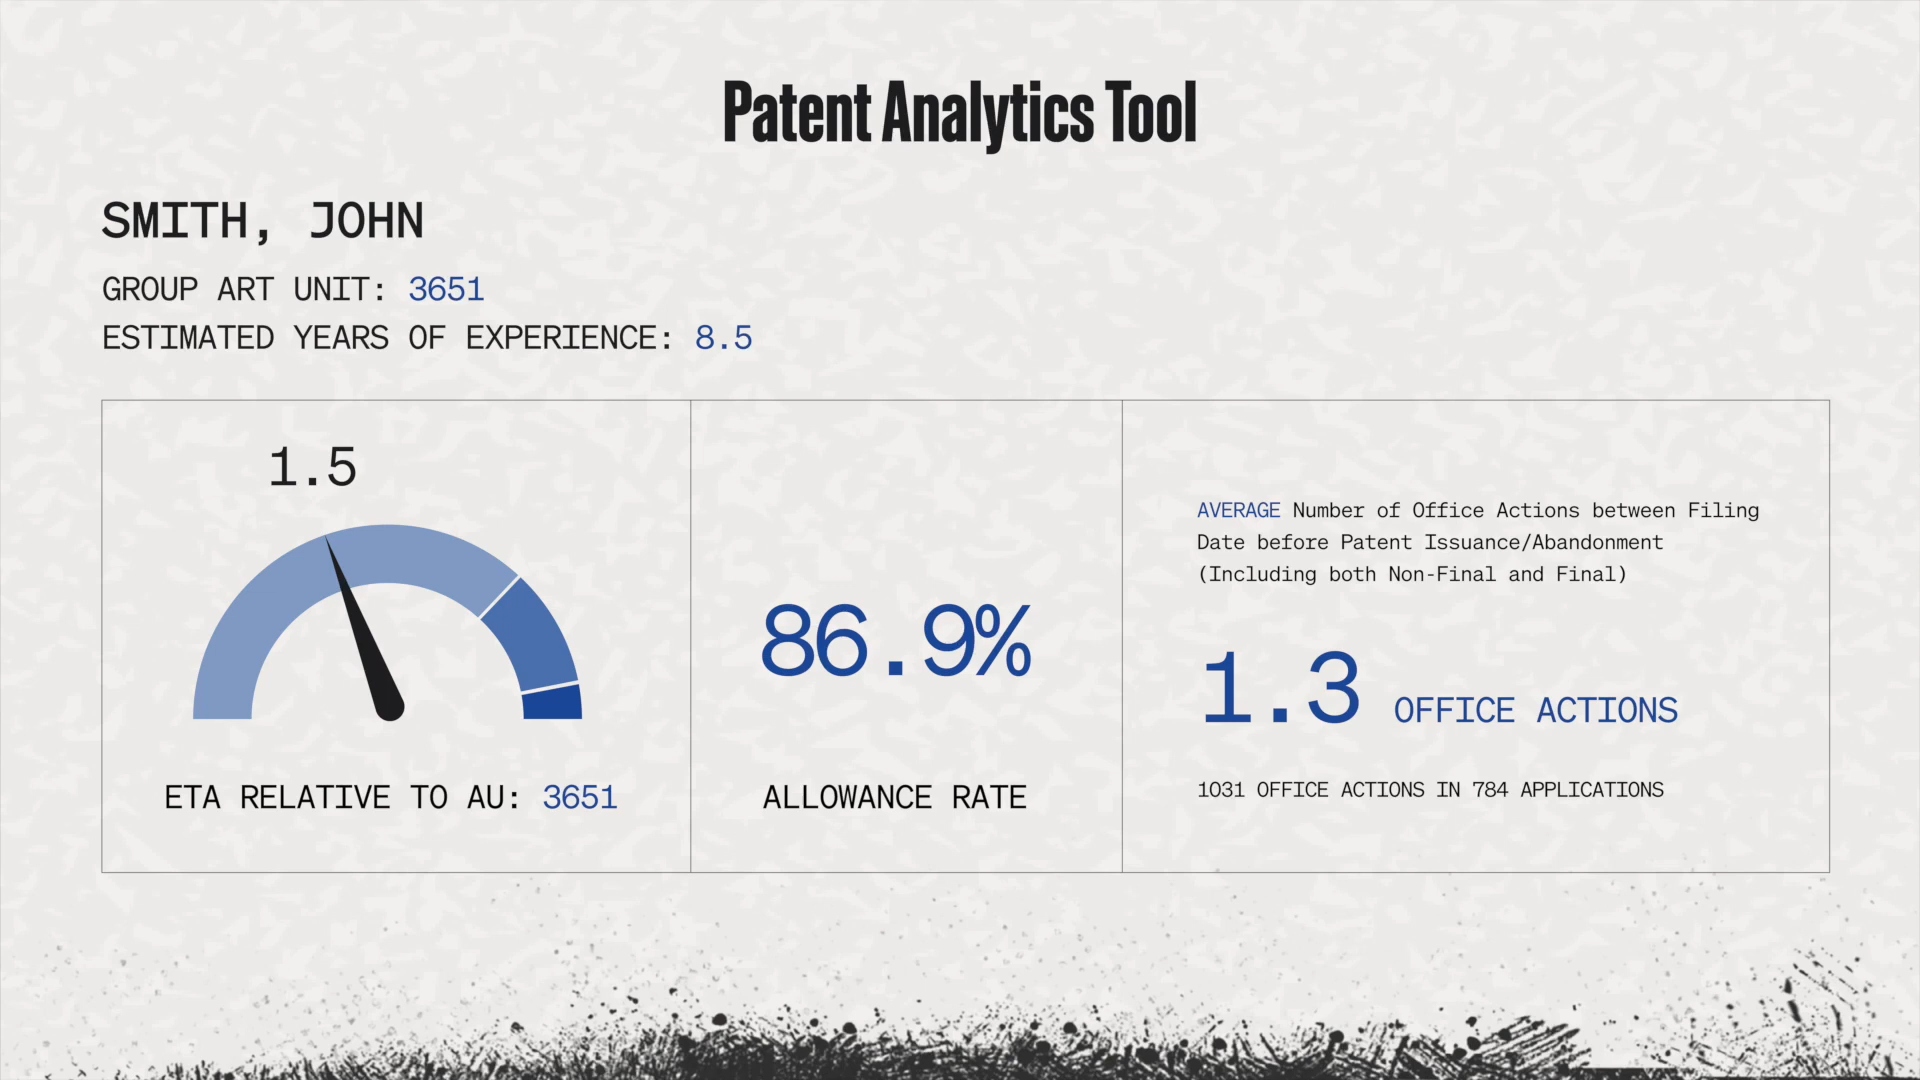 Patent Analytics Tool
SMITH, JOHN
GROUP ART UNIT: 3651
ESTIMATED YEARS OF EXPERIENCE: 8.5
1.5
ETA RELATIVE TO AU: 3651
86.9%
ALLOWANCE RATE
AVERAGE Number of Office Actions between Filing
Date before Patent Issuance/Abandonment
(Including both Non-Final and Final)
1.3 OFFICE ACTIONS
1031 OFFICE ACTIONS IN 784 APPLICATIONS